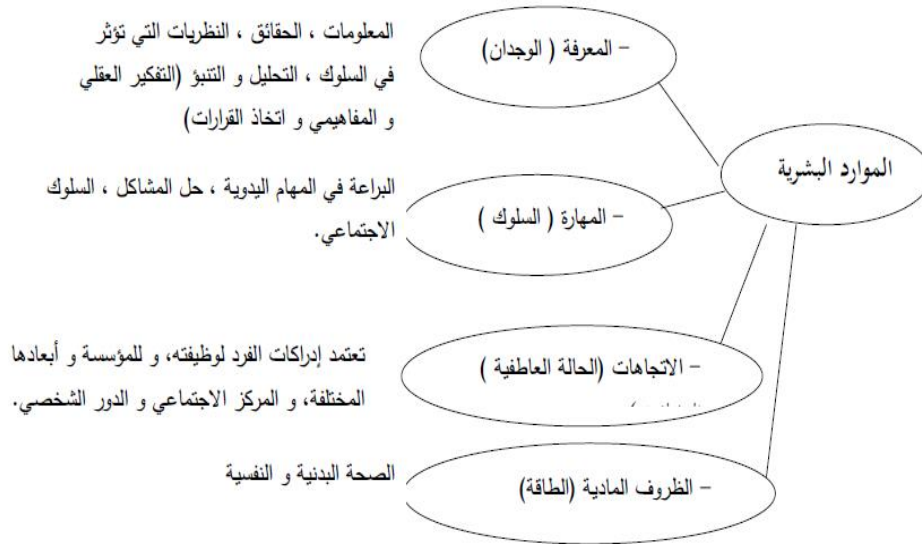 الموارد البشرية
- المعرفة ( الوجدان)
المعلومات ، الحقائق ، النظريات التي تؤثر
في السلوك ، التحليل و التنبؤ (التفكير العقلي
و المفاهيمي و اتخاذ القرارات)
- المهارة ( السلوك )
البراعة في المهام اليدوية ، حل المشاكل ، السلوك
الاجتماعي.
- الاتجاهات (الحالة العاطفية )
تعتمد إدراكات الفرد لوظيفته، و للمؤسسة و أبعادها
المختلفة، و المركز الاجتماعي و الدور الشخصي.
- الظروف المادية (الطاقة)
الصحة البدنية و النفسية